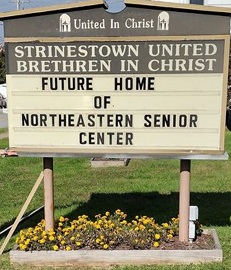 United in Christ
STRINESTOWN UNITED
BRETHREN IN CHRIST
FUTURE HOME
OF
NORTHEASTERN SENIOR
CENTER